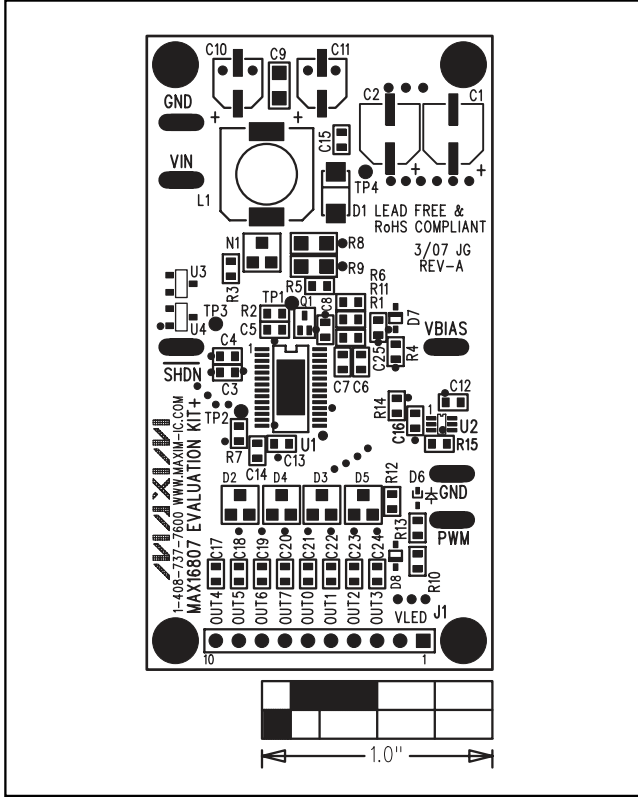 C10
C9
C11
+
+
GND
C2
C1
+
+
C15
VIN
L1
TP4
D1
LEAD FREE &
RoHS COMPLIANT
3/07 JG
REV-A
N1
R8
R9
R3
R5
R6
R11
R1
U3
TP1
Q1
C8
D7
R2
C5
TP3
U4
VBIAS
C4
C3
SHDN
1
C7
C6
C25
R4
TP2
R7
C14
C13
U1
R14
C16
C12
1
U2
R15
MAXIM
1-408-737-7600 WWW.MAXIM-IC.COM
MAX16807 EVALUATION KIT+
D2
D4
D3
D5
R12
D6
GND
R13
PWM
C17
C18
C19
C20
C21
C22
C23
C24
D8
R10
OUT4
OUT5
OUT6
OUT7
OUT0
OUT1
OUT2
OUT3
VLED
J1
10
1
1.0"